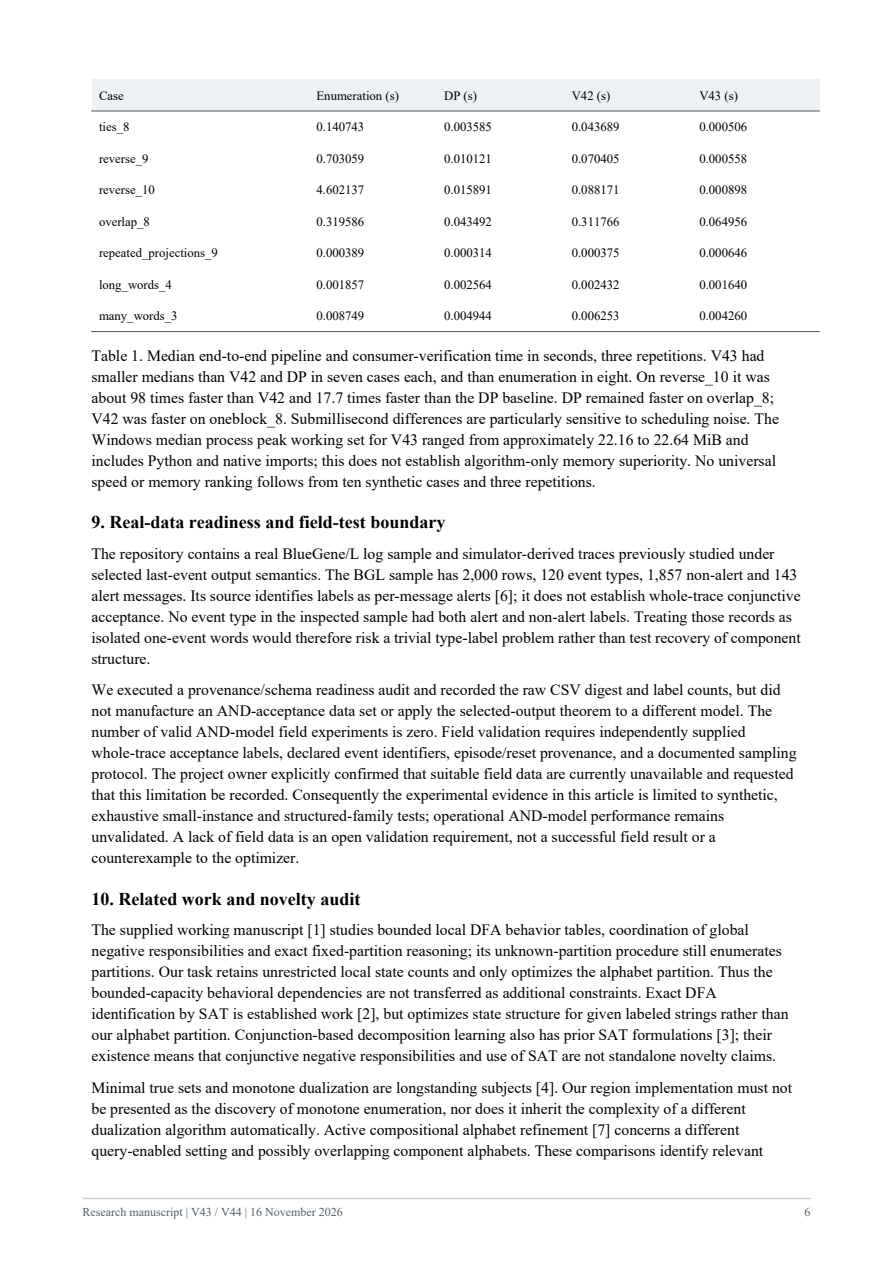 Case Enumeration (s) DP (s) V42 (s) V43 (s)
ties_8 0.140743 0.003585 0.043689 0.000506
reverse_9 0.703059 0.010121 0.070405 0.000558
reverse_10 4.602137 0.015891 0.088171 0.000898
overlap_8 0.319586 0.043492 0.311766 0.064956
repeated_projections_9 0.000389 0.000314 0.000375 0.000646
long_words_4 0.001857 0.002564 0.002432 0.001640
many_words_3 0.008749 0.004944 0.006253 0.004260
Table 1. Median end-to-end pipeline and consumer-verification time in seconds, three repetitions. V43 had
smaller medians than V42 and DP in seven cases each, and than enumeration in eight. On reverse_10 it was
about 98 times faster than V42 and 17.7 times faster than the DP baseline. DP remained faster on overlap_8;
V42 was faster on oneblock_8. Submillisecond differences are particularly sensitive to scheduling noise. The
Windows median process peak working set for V43 ranged from approximately 22.16 to 22.64 MiB and
includes Python and native imports; this does not establish algorithm-only memory superiority. No universal
speed or memory ranking follows from ten synthetic cases and three repetitions.
9. Real-data readiness and field-test boundary
The repository contains a real BlueGene/L log sample and simulator-derived traces previously studied under
selected last-event output semantics. The BGL sample has 2,000 rows, 120 event types, 1,857 non-alert and 143
alert messages. Its source identifies labels as per-message alerts [6]; it does not establish whole-trace conjunctive
acceptance. No event type in the inspected sample had both alert and non-alert labels. Treating those records as
isolated one-event words would therefore risk a trivial type-label problem rather than test recovery of component
structure.
We executed a provenance/schema readiness audit and recorded the raw CSV digest and label counts, but did
not manufacture an AND-acceptance data set or apply the selected-output theorem to a different model. The
number of valid AND-model field experiments is zero. Field validation requires independently supplied
whole-trace acceptance labels, declared event identifiers, episode/reset provenance, and a documented sampling
protocol. The project owner explicitly confirmed that suitable field data are currently unavailable and requested
that this limitation be recorded. Consequently the experimental evidence in this article is limited to synthetic,
exhaustive small-instance and structured-family tests; operational AND-model performance remains
unvalidated. A lack of field data is an open validation requirement, not a successful field result or a
counterexample to the optimizer.
10. Related work and novelty audit
The supplied working manuscript [1] studies bounded local DFA behavior tables, coordination of global
negative responsibilities and exact fixed-partition reasoning; its unknown-partition procedure still enumerates
partitions. Our task retains unrestricted local state counts and only optimizes the alphabet partition. Thus the
bounded-capacity behavioral dependencies are not transferred as additional constraints. Exact DFA
identification by SAT is established work [2], but optimizes state structure for given labeled strings rather than
our alphabet partition. Conjunction-based decomposition learning also has prior SAT formulations [3]; their
existence means that conjunctive negative responsibilities and use of SAT are not standalone novelty claims.
Minimal true sets and monotone dualization are longstanding subjects [4]. Our region implementation must not
be presented as the discovery of monotone enumeration, nor does it inherit the complexity of a different
dualization algorithm automatically. Active compositional alphabet refinement [7] concerns a different
query-enabled setting and possibly overlapping component alphabets. These comparisons identify relevant
Research manuscript | V43 / V44 | 16 November 2026 6